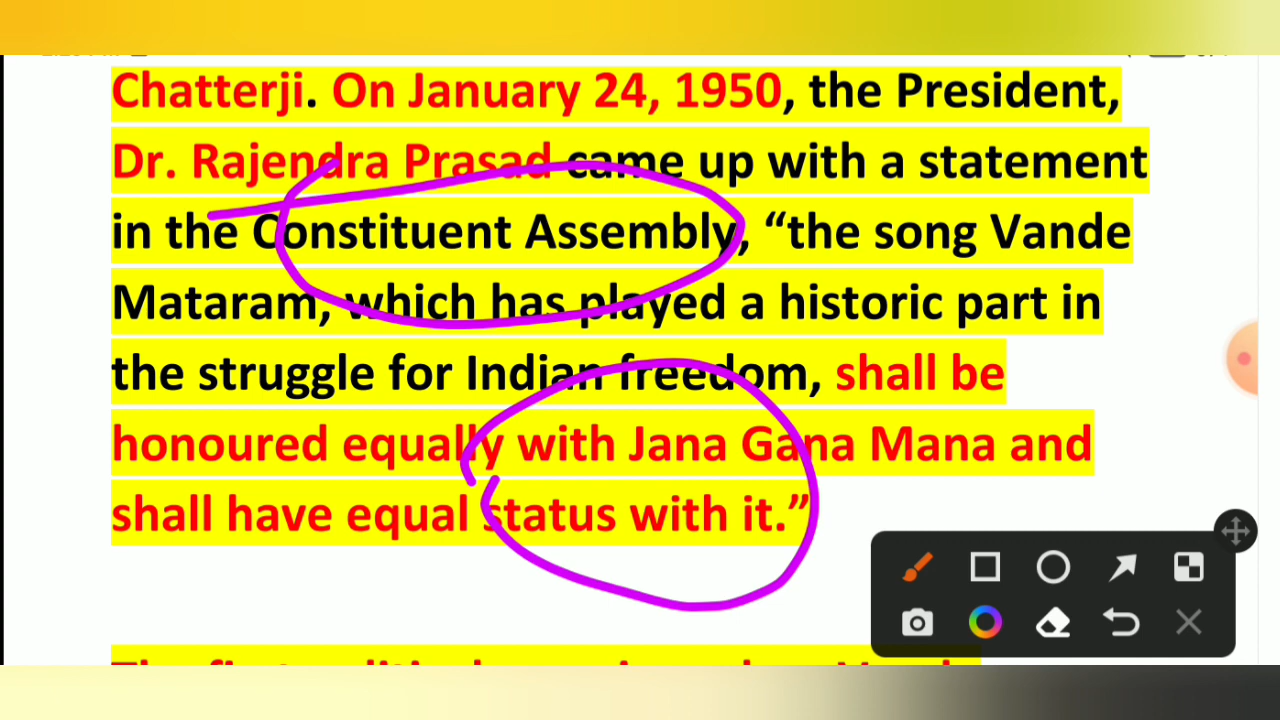 Chatterji. On January 24, 1950, the President,
Dr. Rajendra Prasad came up with a statement
in the Constituent Assembly, “the song Vande
Mataram, which has played a historic part in
the struggle for Indian freedom, shall be
honoured equally with Jana Gana Mana and
shall have equal status with it.”